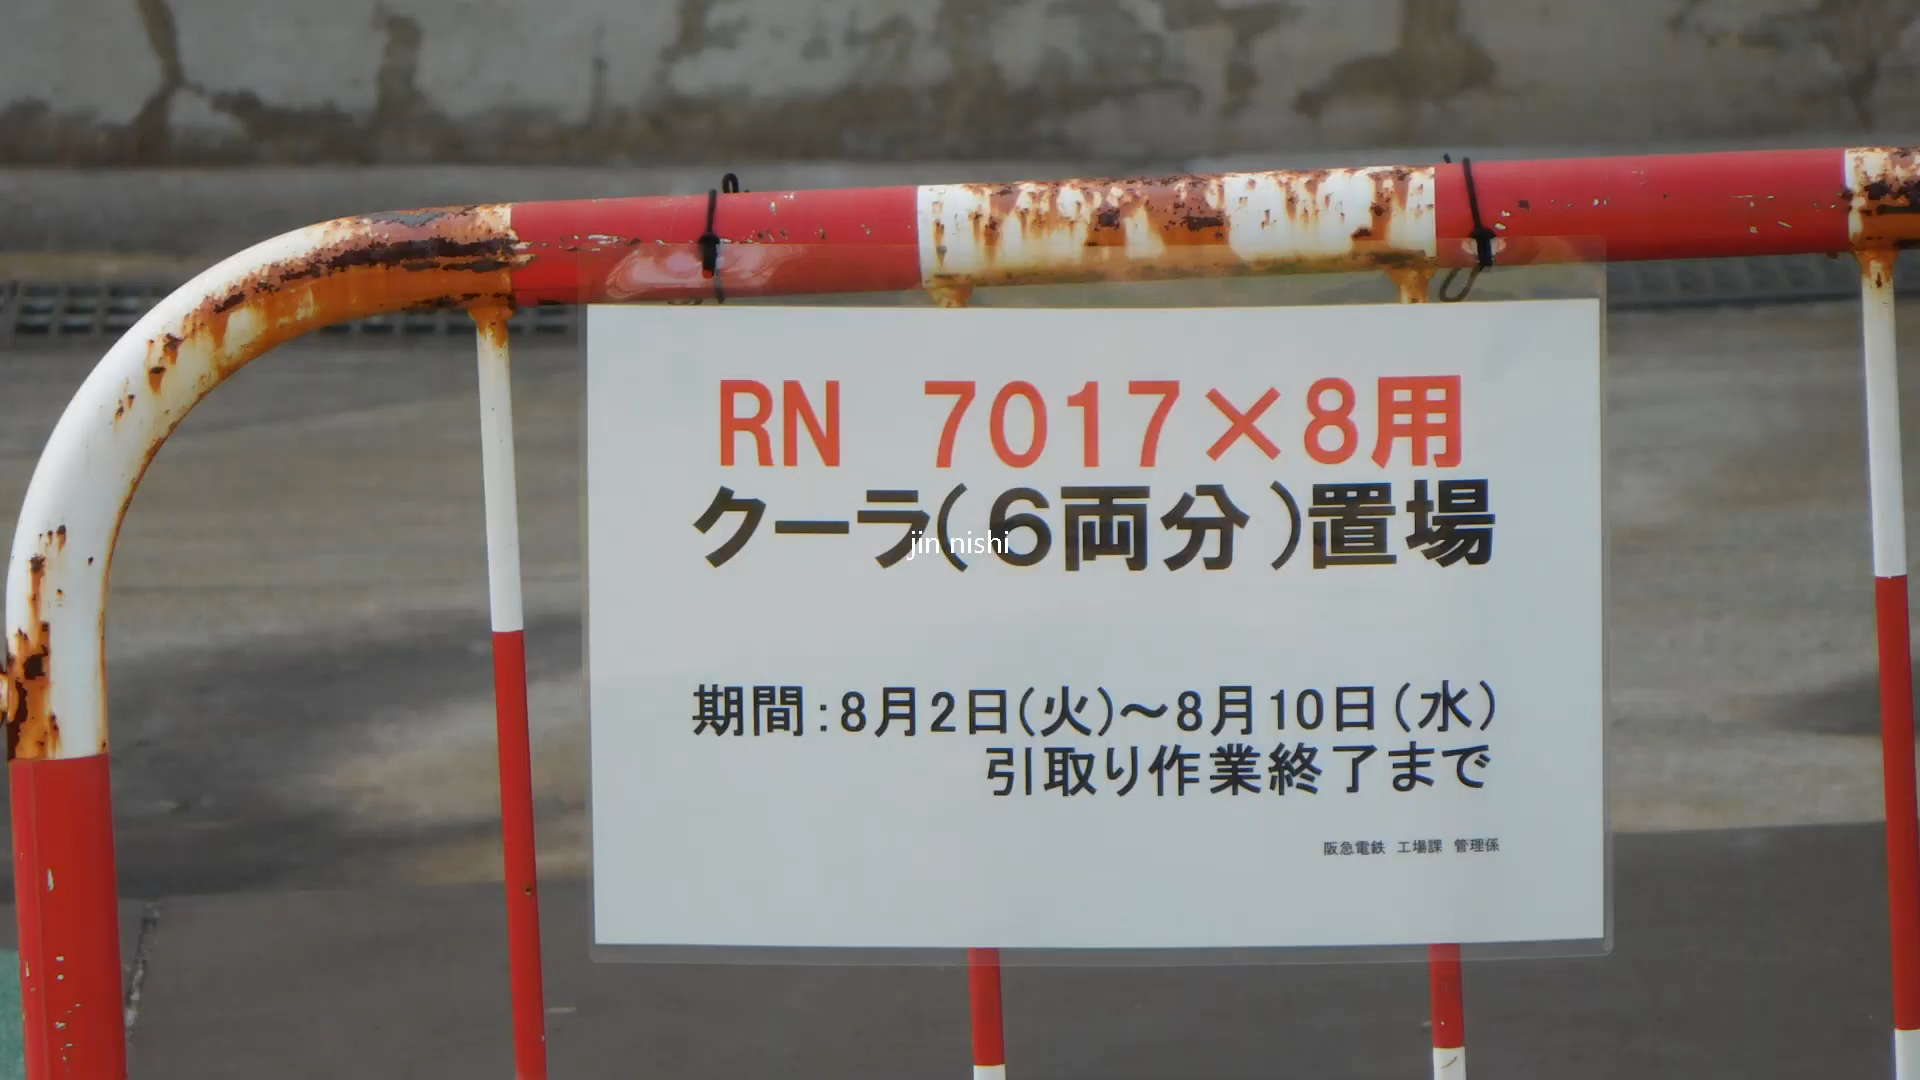 RN 7017×8用
クーラ(6両分)置場
jin nishi
期間:8月2日(火)～8月10日(水)
引取り作業終了まで
阪急電鉄 工場課 管理係